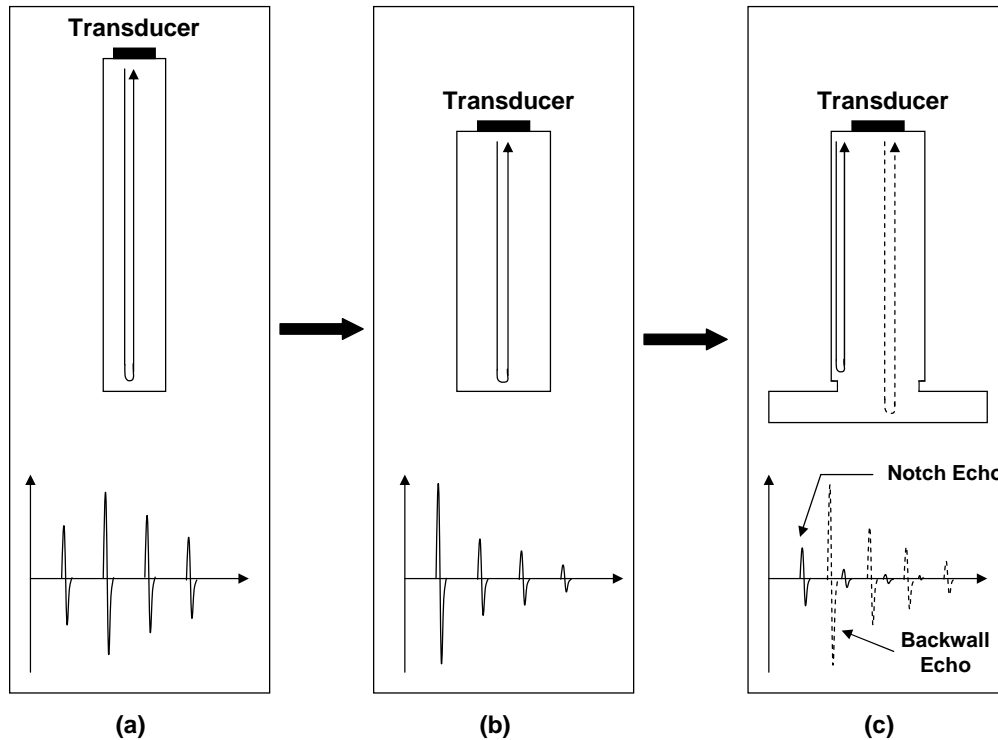 Transducer
Transducer
Transducer
Notch Echo
Backwall
Echo
(a)
(b)
(c)